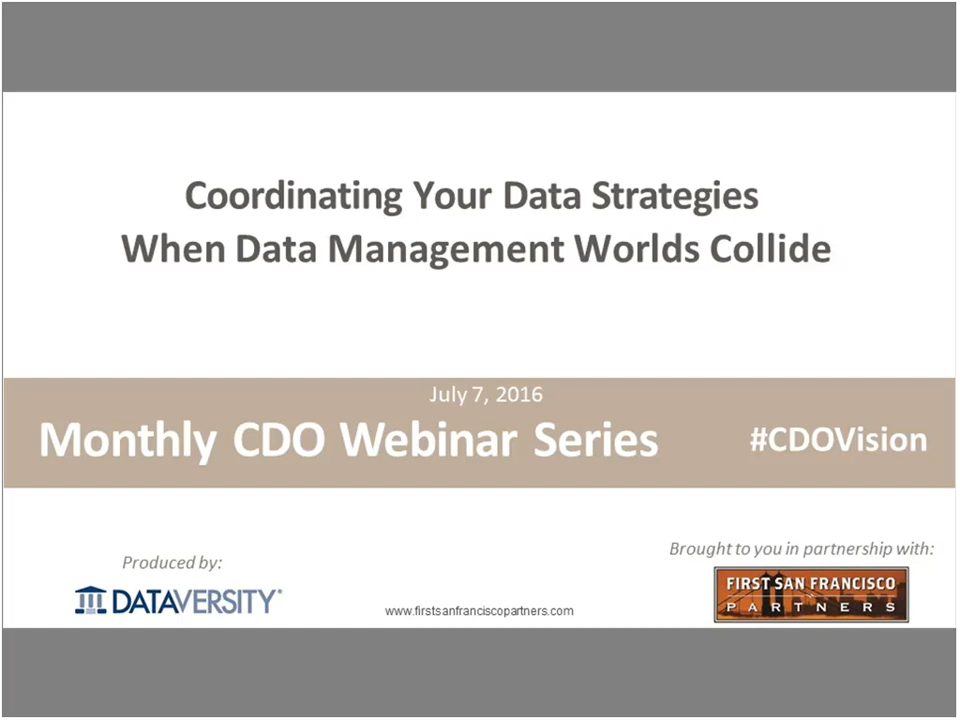 Coordinating Your Data Strategies
When Data Management Worlds Collide
July 7, 2016
Monthly CDO Webinar Series
#CDOVision
Produced by:
Brought to you in partnership with:
DATAVERSITY®
www.firstsanfranciscopartners.com
FIRST SAN FRANCISCO
PARTNERS